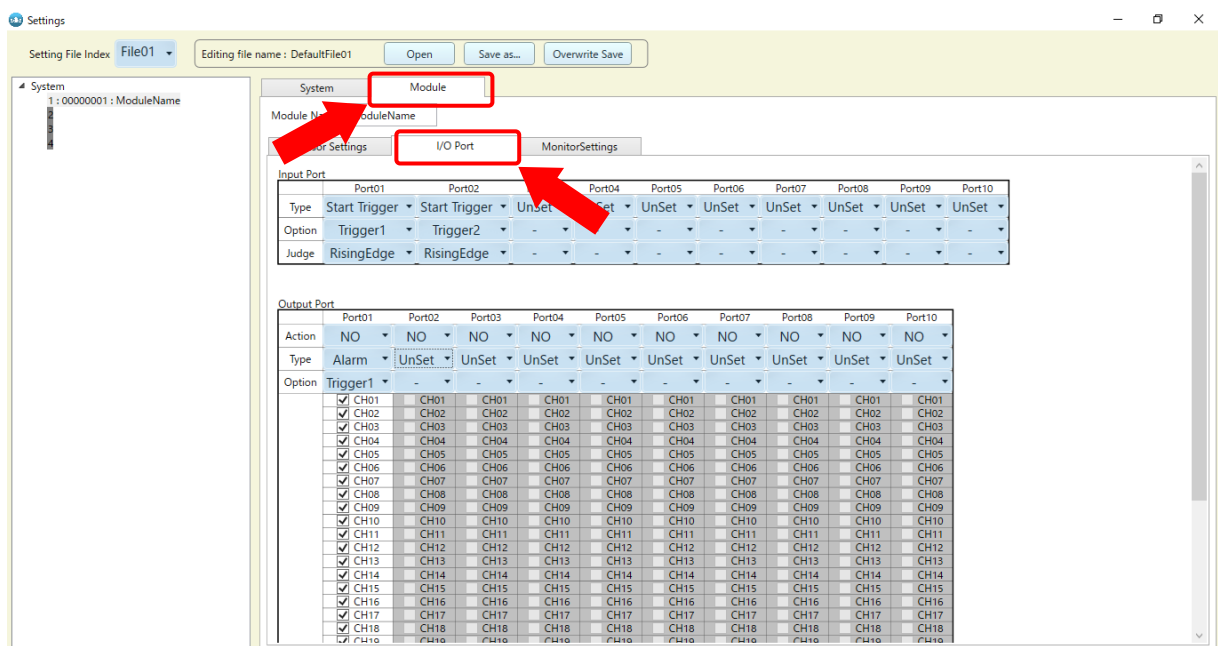 Settings
Setting File Index File01 Editing file name : DefaultFile01 Open Save as... Overwrite Save
System
1 : 00000001 : ModuleName
2
3
4
System Module
Module
Settings I/O Port MonitorSettings
Input Port
Port01 Port02 Port04 Port05 Port06 Port07 Port08 Port09 Port10
Type Start Trigger Start Trigger UnSet UnSet UnSet UnSet UnSet UnSet UnSet
Option Trigger1 Trigger2 - - - - - - -
Judge RisingEdge RisingEdge - - - - - - - -
Output Port
Port01 Port02 Port03 Port04 Port05 Port06 Port07 Port08 Port09 Port10
Action NO NO NO NO NO NO NO NO NO NO
Type Alarm UnSet UnSet UnSet UnSet UnSet UnSet UnSet UnSet UnSet
Option Trigger1 - - - - - - - - -
CH01 CH01 CH01 CH01 CH01 CH01 CH01 CH01 CH01 CH01
CH02 CH02 CH02 CH02 CH02 CH02 CH02 CH02 CH02 CH02
CH03 CH03 CH03 CH03 CH03 CH03 CH03 CH03 CH03 CH03
CH04 CH04 CH04 CH04 CH04 CH04 CH04 CH04 CH04 CH04
CH05 CH05 CH05 CH05 CH05 CH05 CH05 CH05 CH05 CH05
CH06 CH06 CH06 CH06 CH06 CH06 CH06 CH06 CH06 CH06
CH07 CH07 CH07 CH07 CH07 CH07 CH07 CH07 CH07 CH07
CH08 CH08 CH08 CH08 CH08 CH08 CH08 CH08 CH08 CH08
CH09 CH09 CH09 CH09 CH09 CH09 CH09 CH09 CH09 CH09
CH10 CH10 CH10 CH10 CH10 CH10 CH10 CH10 CH10 CH10
CH11 CH11 CH11 CH11 CH11 CH11 CH11 CH11 CH11 CH11
CH12 CH12 CH12 CH12 CH12 CH12 CH12 CH12 CH12 CH12
CH13 CH13 CH13 CH13 CH13 CH13 CH13 CH13 CH13 CH13
CH14 CH14 CH14 CH14 CH14 CH14 CH14 CH14 CH14 CH14
CH15 CH15 CH15 CH15 CH15 CH15 CH15 CH15 CH15 CH15
CH16 CH16 CH16 CH16 CH16 CH16 CH16 CH16 CH16 CH16
CH17 CH17 CH17 CH17 CH17 CH17 CH17 CH17 CH17 CH17
CH18 CH18 CH18 CH18 CH18 CH18 CH18 CH18 CH18 CH18
CH19 CH19 CH19 CH19 CH19 CH19 CH19 CH19 CH19 CH19